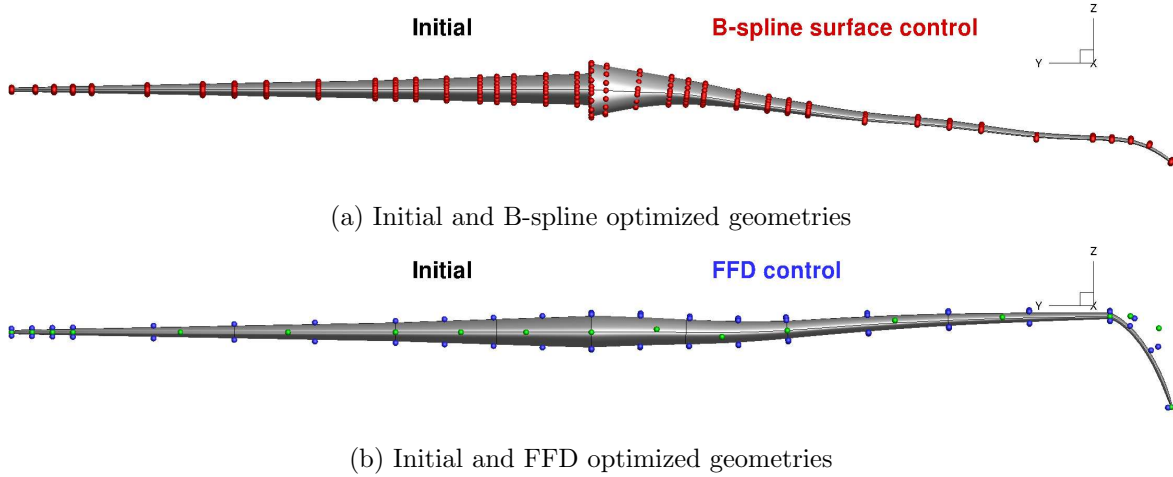 Initial B-spline surface control
Z
Y X
(a) Initial and B-spline optimized geometries
Initial FFD control
Z
Y X
(b) Initial and FFD optimized geometries